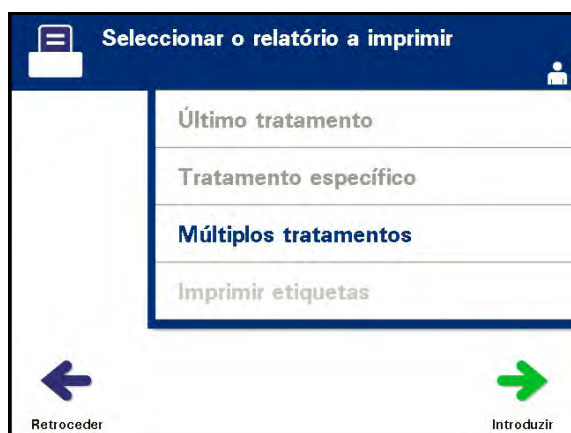 Seleccionar o relatório a imprimir
Último tratamento
Tratamento específico
Múltiplos tratamentos
Imprimir etiquetas
Retroceder
Introduzir